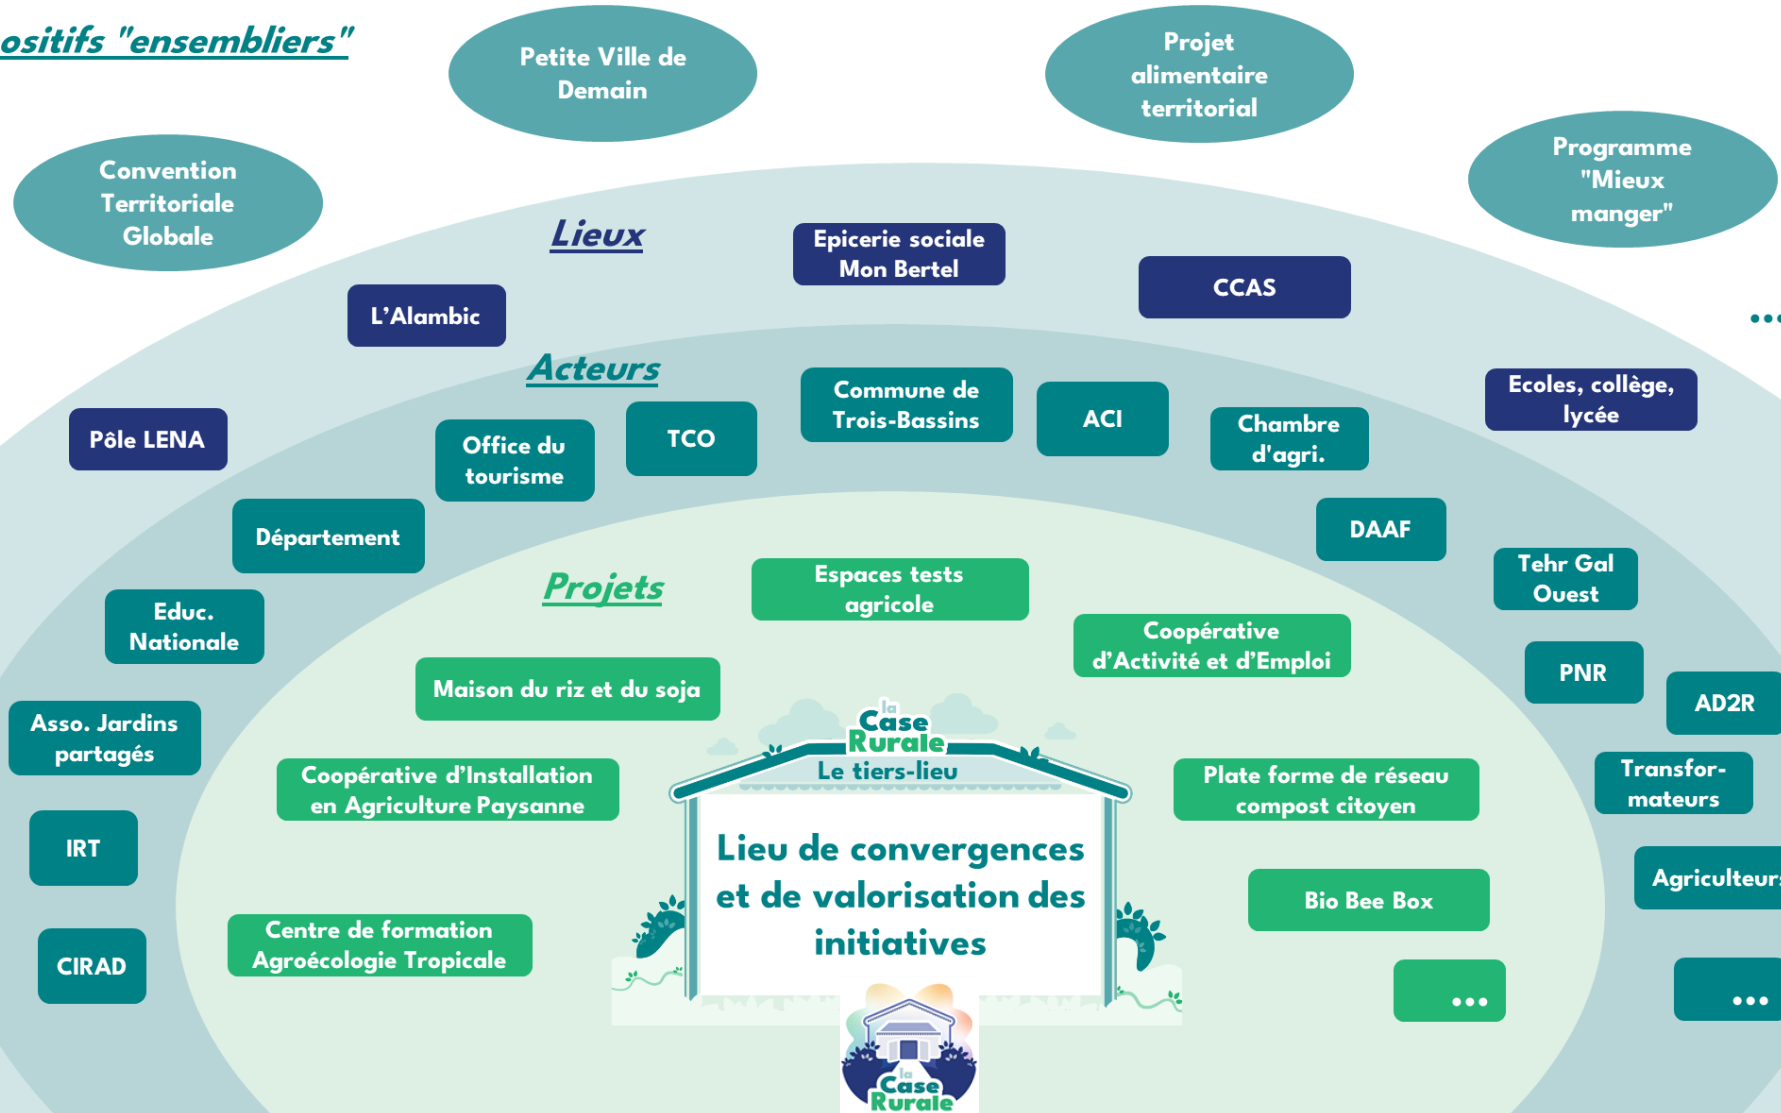 ositifs "ensembliers"
Petite Ville de
Demain
Projet
alimentaire
territorial
Convention
Territoriale
Globale
Programme
"Mieux
manger"
Lieux
Epicerie sociale
Mon Bertel
CCAS
L’Alambic
...
Pôle LENA
Ecoles, collège,
lycée
Acteurs
Commune de
Trois-Bassins
ACI
TCO
Office du
tourisme
Chambre
d'agri.
Département
DAAF
Educ.
Nationale
Tehr Gal
Ouest
PNR
AD2R
Asso. Jardins
partagés
Transfor-
mateurs
IRT
Agriculteurs
CIRAD
...
Projets
Espaces tests
agricole
Coopérative
d’Activité et d’Emploi
Maison du riz et du soja
Coopérative d’Installation
en Agriculture Paysanne
Plate forme de réseau
compost citoyen
Centre de formation
Agroécologie Tropicale
Bio Bee Box
...
la
Case
Rurale
Le tiers-lieu
Lieu de convergences
et de valorisation des
initiatives
la
Case
Rurale